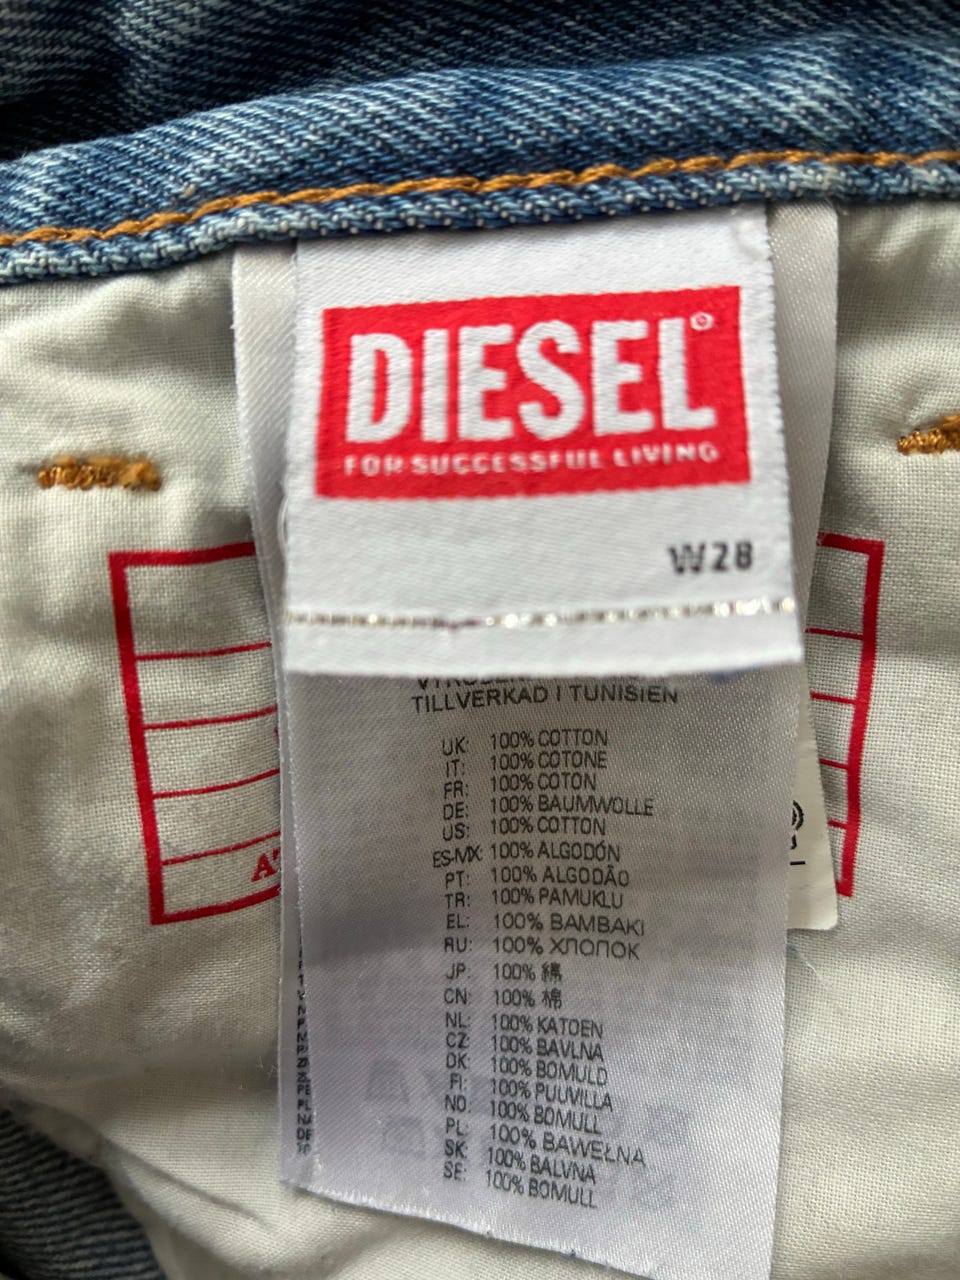 DIESEL®
FOR SUCCESSFUL LIVING
W28
TILLVERKAD I TUNISIEN
UK: 100% COTTON
IT: 100% COTONE
FR: 100% COTON
DE: 100% BAUMWOLLE
US: 100% COTTON
ES-MX: 100% ALGODÓN
PT: 100% ALGODÃO
TR: 100% PAMUKLU
EL: 100% BAMBAKI
RU: 100% ХЛОПОК
JP: 100% 綿
CN: 100% 棉
NL: 100% KATOEN
CZ: 100% BAVLNA
DK: 100% BOMULD
FI: 100% PUUVILLA
NO: 100% BOMULL
PL: 100% BAWEŁNA
SK: 100% BALVNA
SE: 100% BOMULL